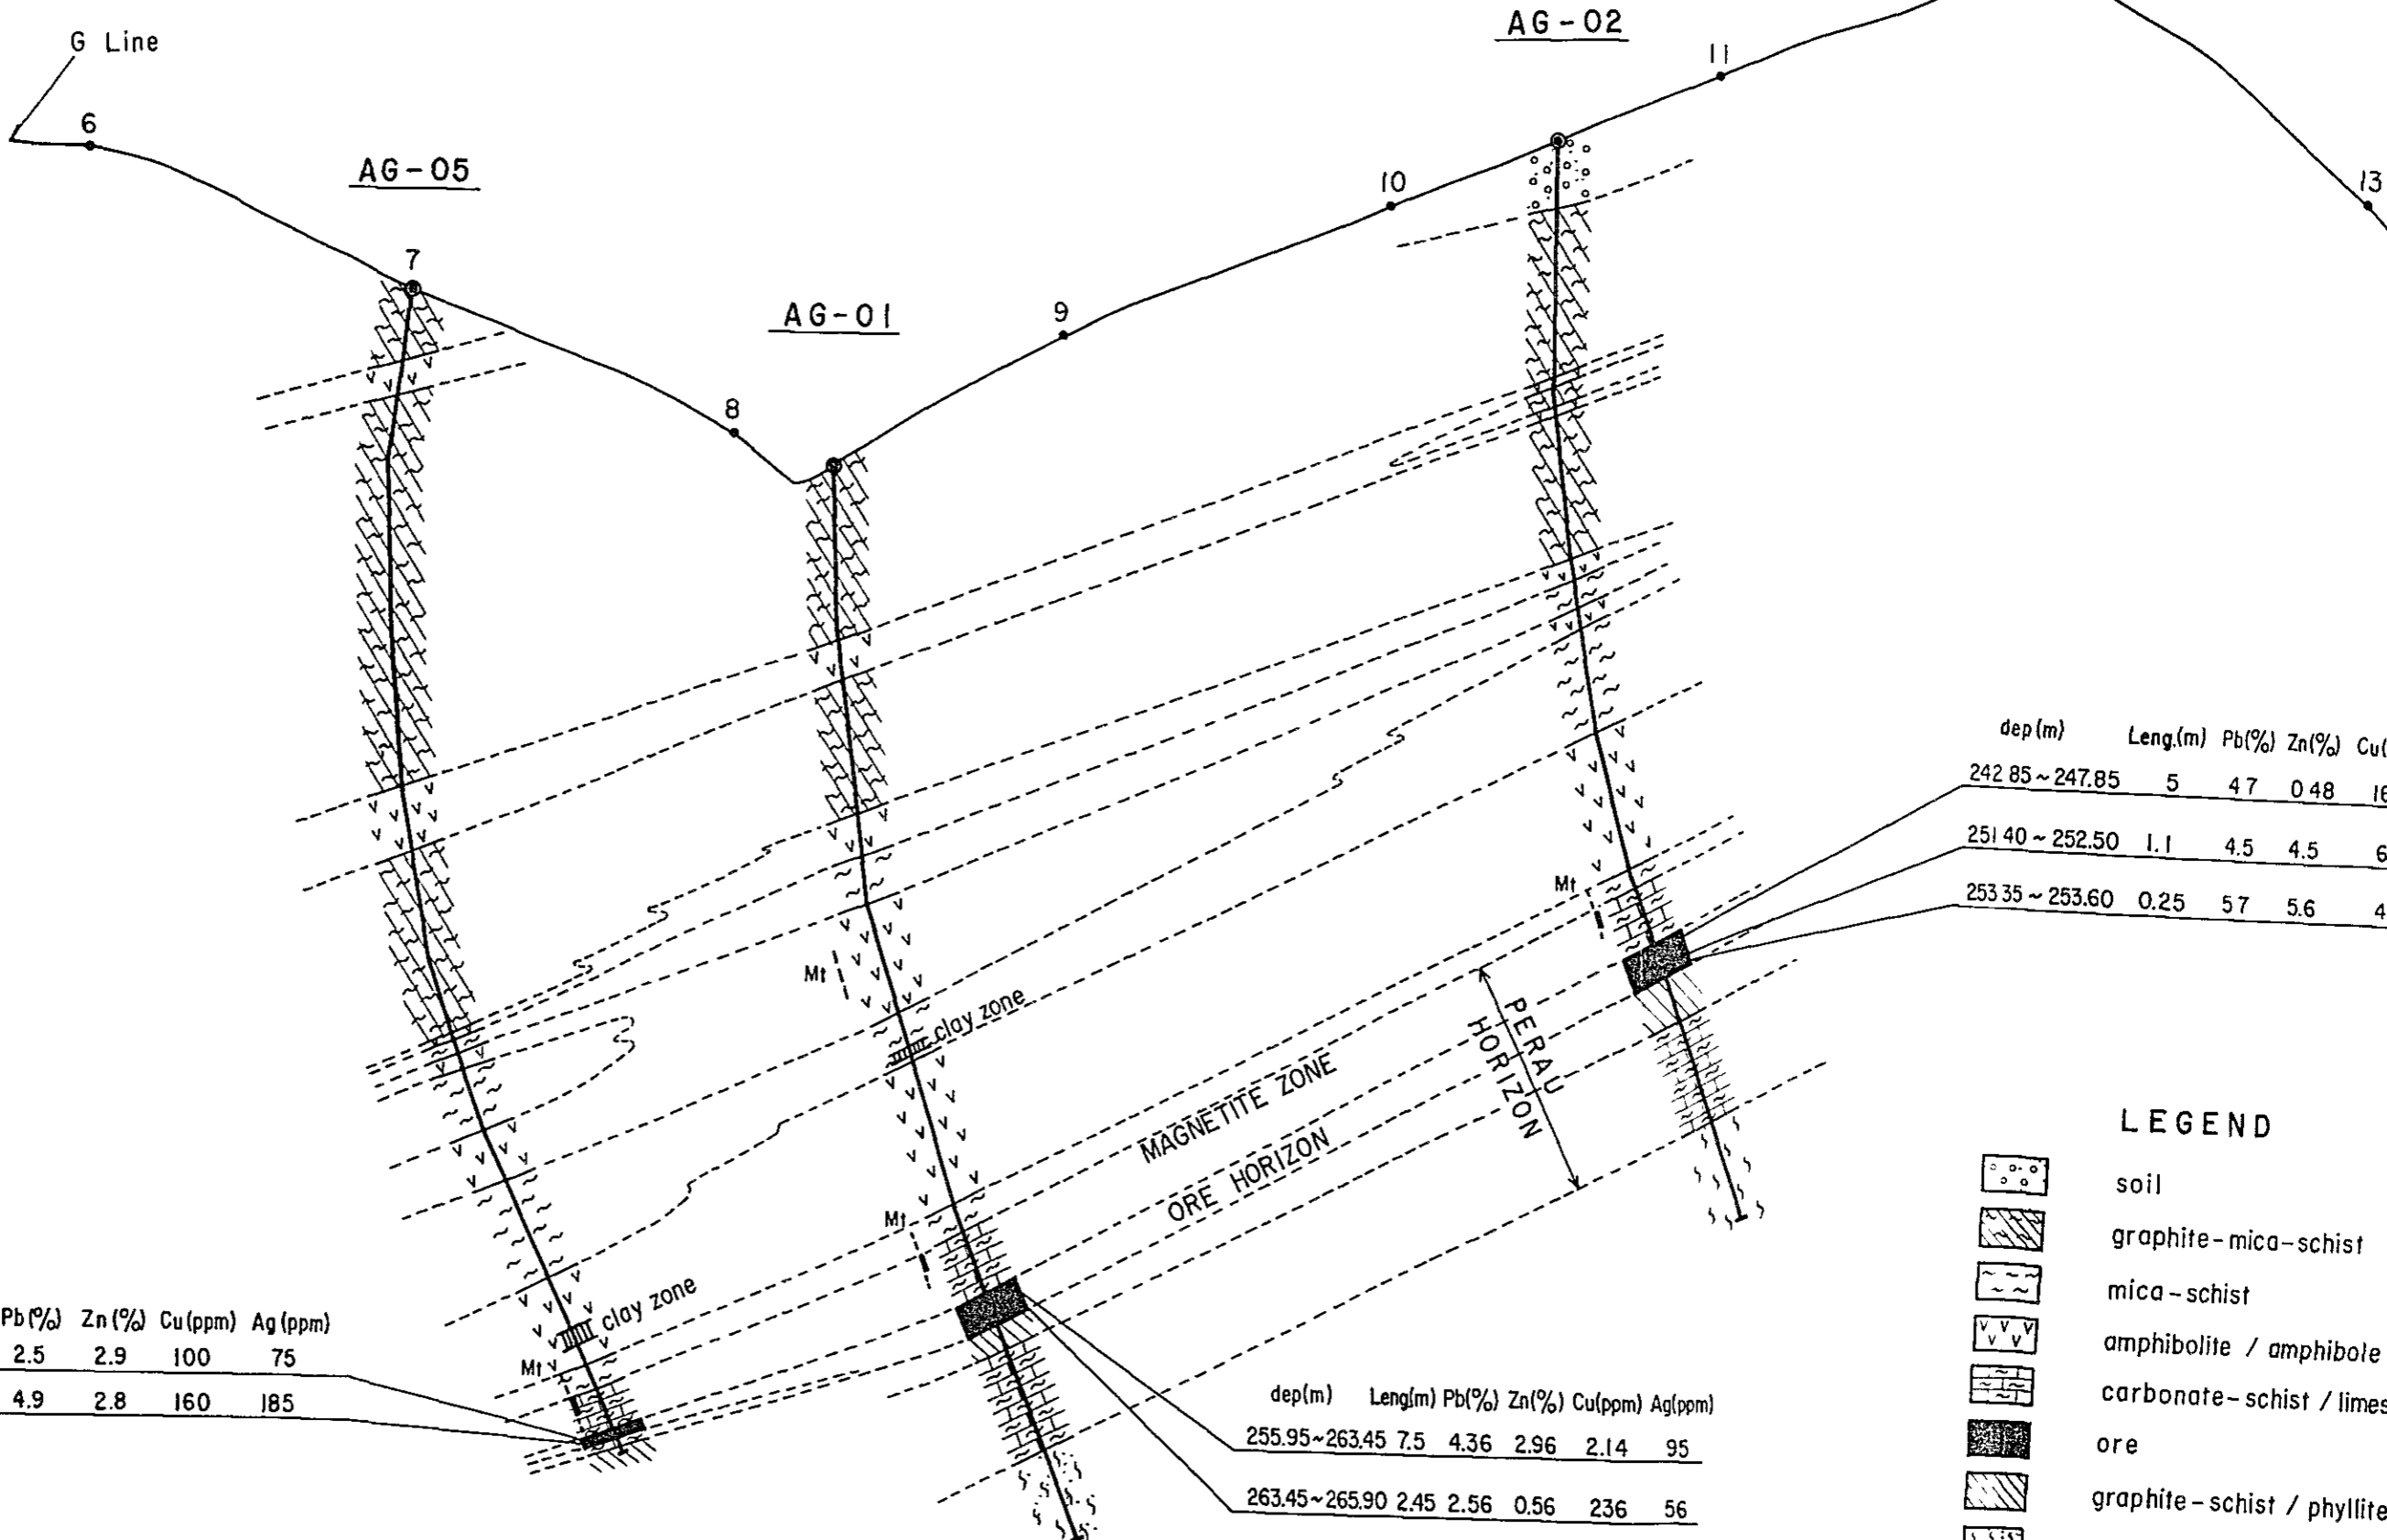 G Line
AG-02
6
11
AG-05
13
10
7
AG-01
9
8
dep(m) Leng.(m) Pb(%) Zn(%) Cu(
242 85~247.85 5 4 7 0 48 16
251 40~252.50 1.1 4.5 4.5 6
253 35~253.60 0.25 5 7 5.6 4
Mt
Mt
clay zone
PERAU
HORIZON
MAGNETITE ZONE
ORE HORIZON
Mt
clay zone
Mt
Pb(%) Zn(%) Cu(ppm) Ag(ppm)
2.5 2.9 100 75
4.9 2.8 160 185
dep(m) Leng(m) Pb(%) Zn(%) Cu(ppm) Ag(ppm)
255.95~263.45 7.5 4.36 2.96 2.14 95
263.45~265.90 2.45 2.56 0.56 236 56
LEGEND
soil
graphite-mica-schist
mica-schist
amphibolite / amphibole
carbonate-schist / limes
ore
graphite-schist / phyllite